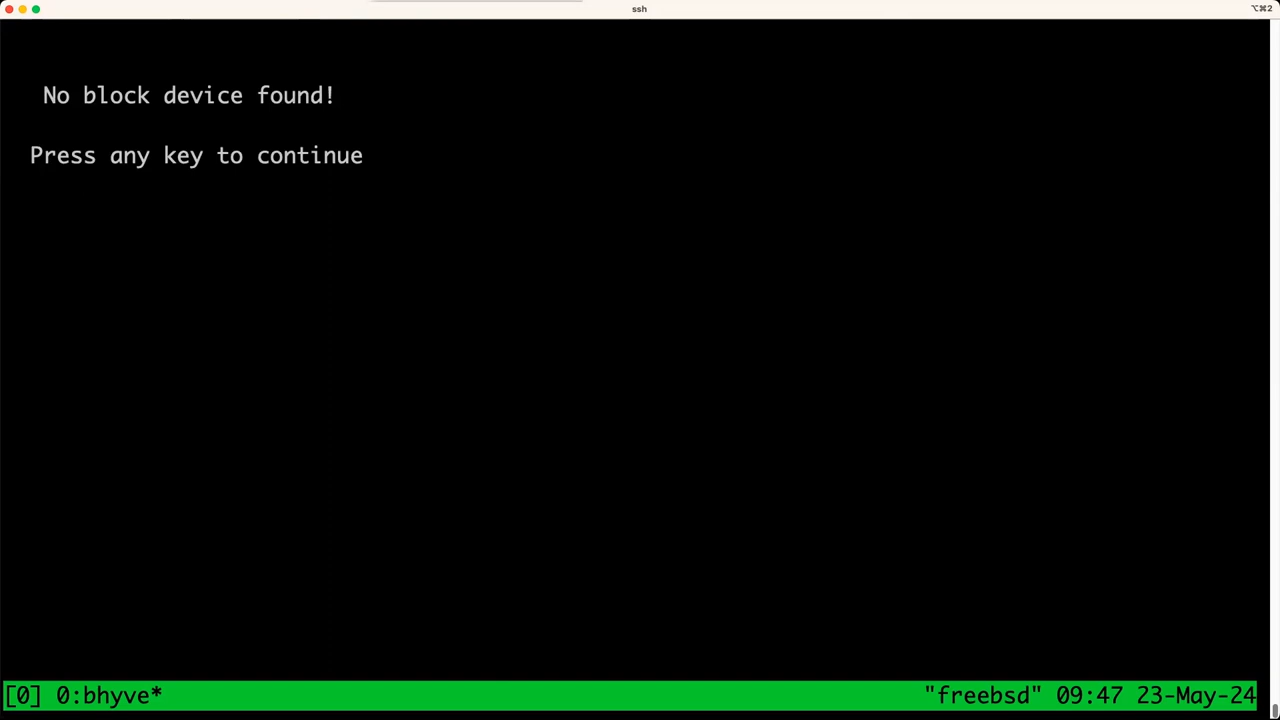 ssh
⌥⌘2
No block device found!
Press any key to continue
[0] 0:bhyve* "freebsd" 09:47 23-May-24